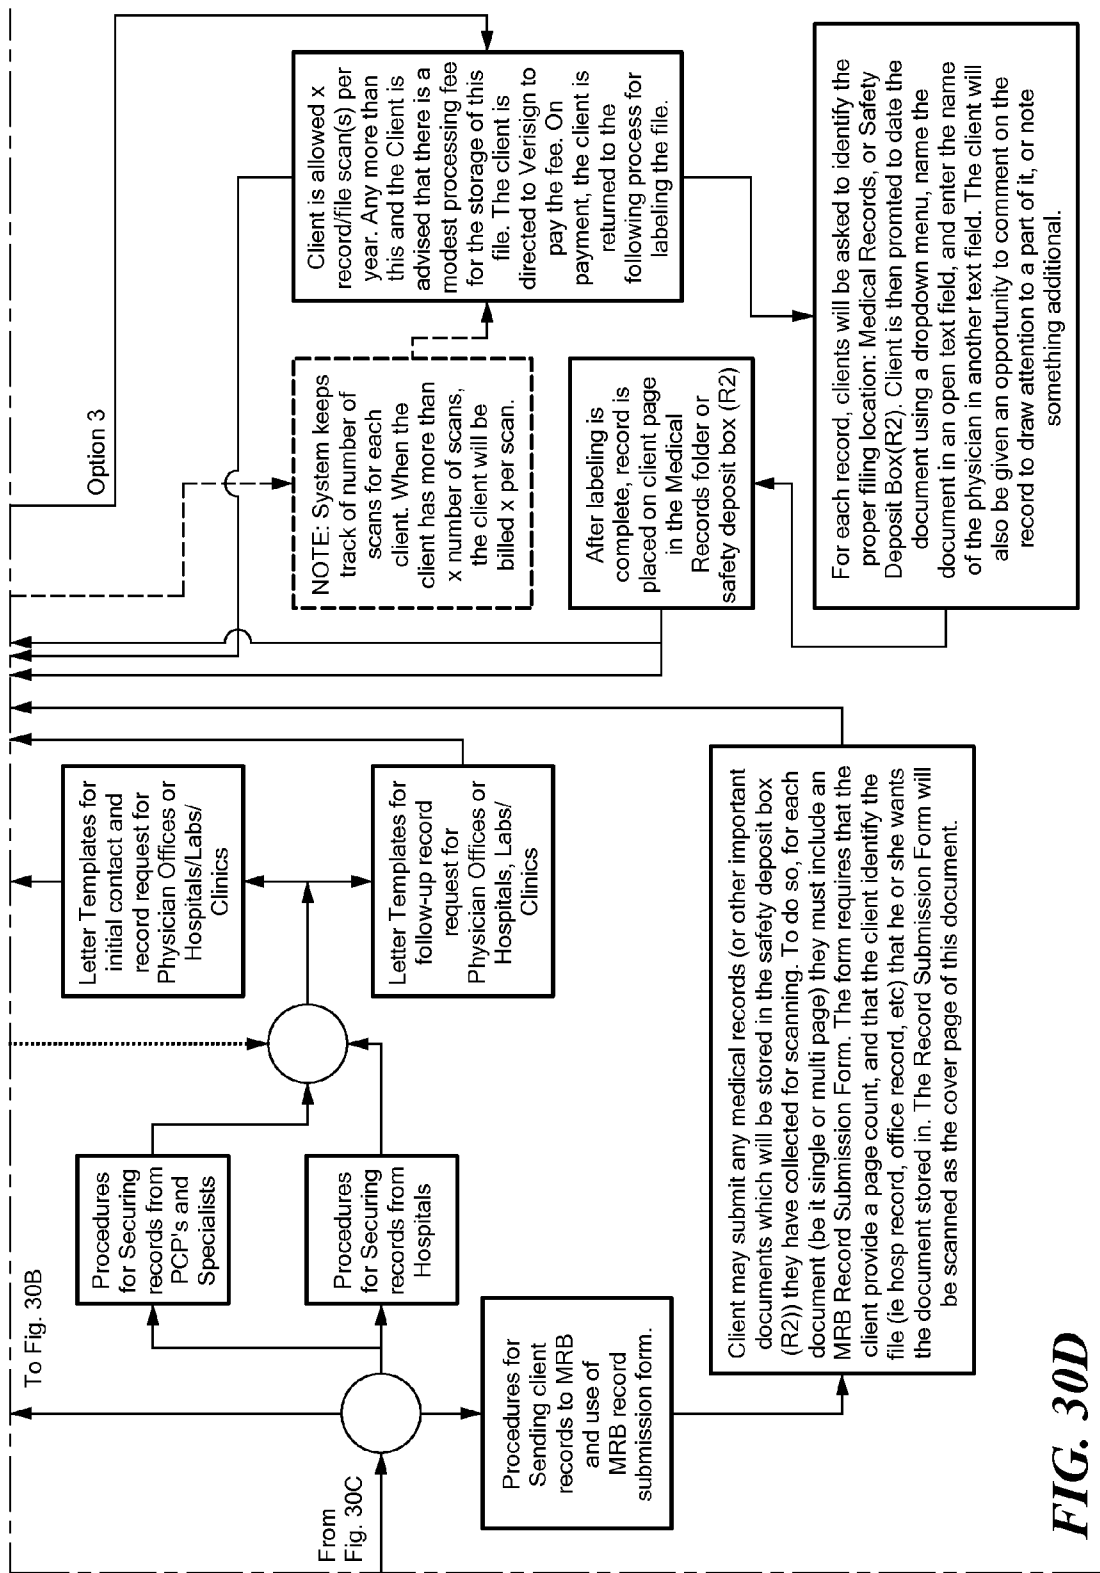 To Fig. 30B
From
Fig. 30C
Procedures
for Securing
records from
PCP's and
Specialists
Procedures
for Securing
records from
Hospitals
Procedures for
Sending client
records to MRB
and use of
MRB record
submission form.
Letter Templates for
initial contact and
record request for
Physician Offices or
Hospitals/Labs/
Clinics
Letter Templates for
follow-up record
request for
Physician Offices or
Hospitals, Labs/
Clinics
Client may submit any medical records (or other important
documents which will be stored in the safety deposit box
(R2)) they have collected for scanning. To do so, for each
document (be it single or multi page) they must include an
MRB Record Submission Form. The form requires that the
client provide a page count, and that the client identify the
file (ie hosp record, office record, etc) that he or she wants
the document stored in. The Record Submission Form will
be scanned as the cover page of this document.
Option 3
NOTE: System keeps
track of number of
scans for each
client. When the
client has more than
x number of scans,
the client will be
billed x per scan.
Client is allowed x
record/file scan(s) per
year. Any more than
this and the Client is
advised that there is a
modest processing fee
for the storage of this
file. The client is
directed to Verisign to
pay the fee. On
payment, the client is
returned to the
following process for
labeling the file.
After labeling is
complete, record is
placed on client page
in the Medical
Records folder or
safety deposit box (R2)
For each record, clients will be asked to identify the
proper filing location: Medical Records, or Safety
Deposit Box(R2). Client is then promted to date the
document using a dropdown menu, name the
document in an open text field, and enter the name
of the physician in another text field. The client will
also be given an opportunity to comment on the
record to draw attention to a part of it, or note
something additional.
FIG. 30D